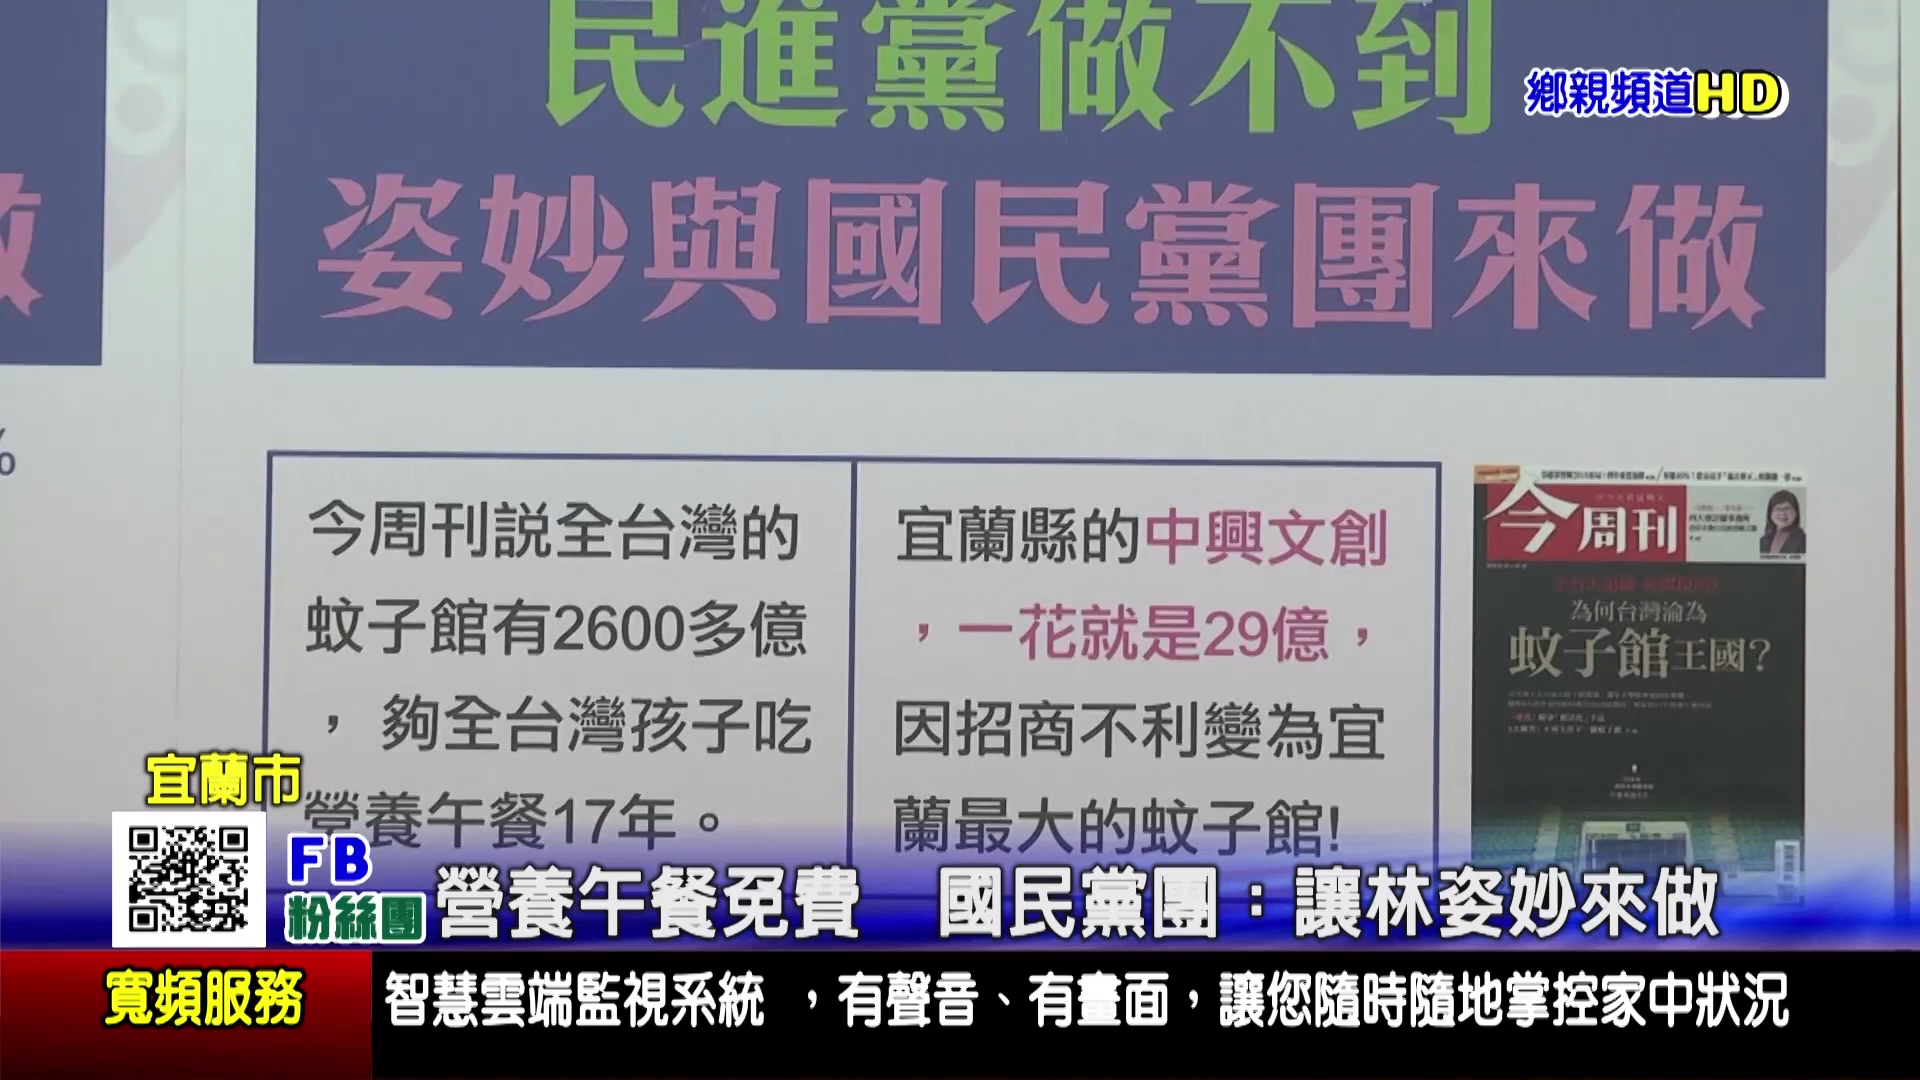 民進黨做不到
鄉親頻道HD
姿妙與國民黨團來做
做
%
今周刊說全台灣的
蚊子館有2600多億
，夠全台灣孩子吃
營養午餐17年。
宜蘭縣的中興文創
，一花就是29億，
因招商不利變為宜
蘭最大的蚊子館!
今周刊
為何台灣淪為
蚊子館王國?
宜蘭市
FB
粉絲團
營養午餐免費 國民黨團：讓林姿妙來做
寬頻服務
智慧雲端監視系統 ，有聲音、有畫面，讓您隨時隨地掌控家中狀況